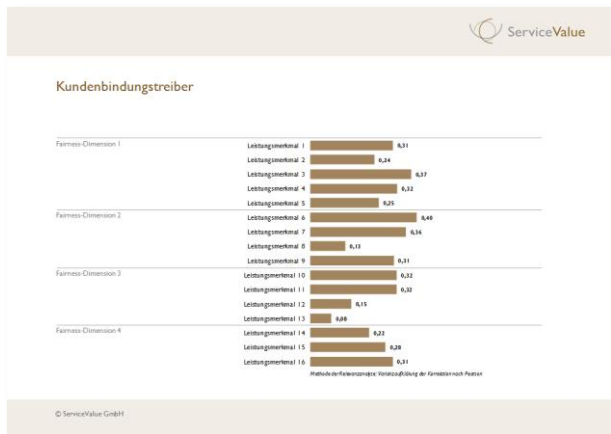 ServiceValue
Kundenbindungstreiber
Fairness-Dimension 1
Leistungsmerkmal 1 0,31
Leistungsmerkmal 2 0,24
Leistungsmerkmal 3 0,37
Leistungsmerkmal 4 0,32
Leistungsmerkmal 5 0,25
Fairness-Dimension 2
Leistungsmerkmal 6 0,40
Leistungsmerkmal 7 0,36
Leistungsmerkmal 8 0,13
Leistungsmerkmal 9 0,31
Fairness-Dimension 3
Leistungsmerkmal 10 0,32
Leistungsmerkmal 11 0,32
Leistungsmerkmal 12 0,15
Leistungsmerkmal 13 0,08
Fairness-Dimension 4
Leistungsmerkmal 14 0,22
Leistungsmerkmal 15 0,28
Leistungsmerkmal 16 0,31
Methode der Relevanzanalyse: Varianzaufklärung der Korrelation nach Pearson
© ServiceValue GmbH